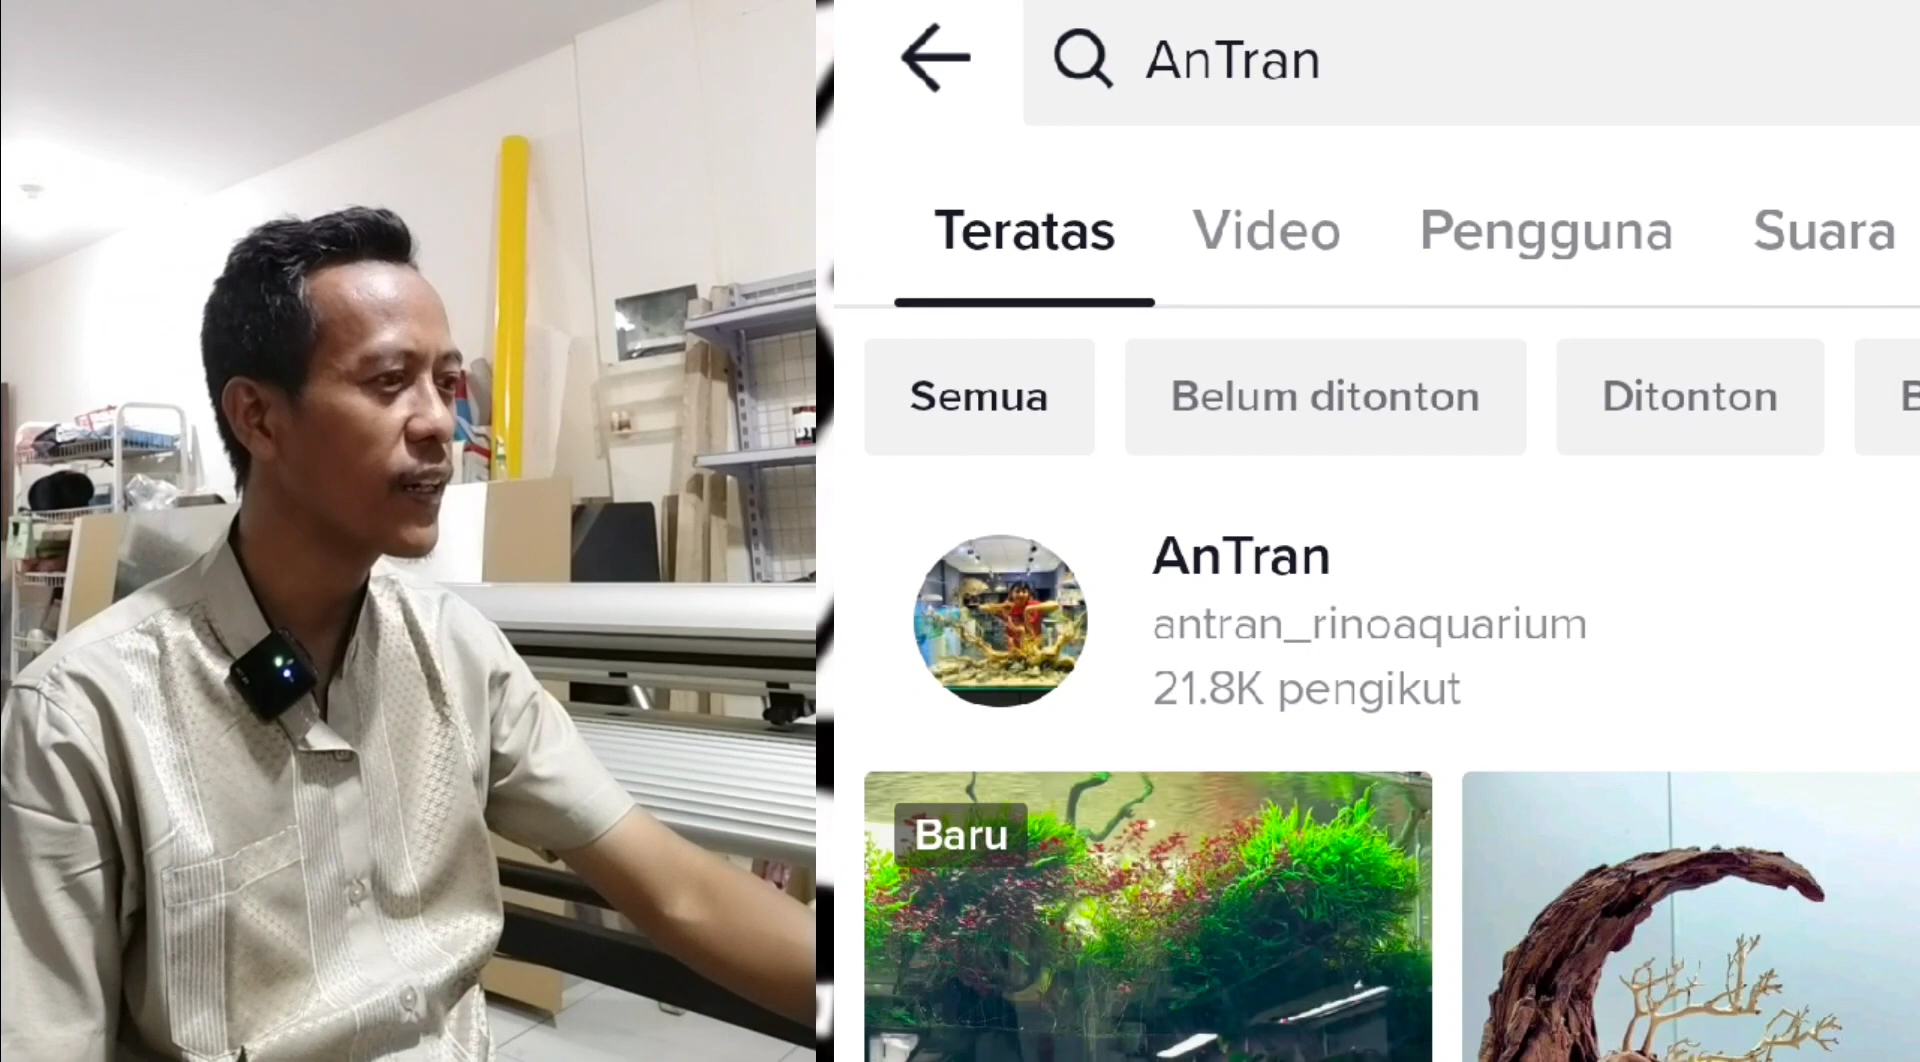 AnTran
Teratas Video Pengguna Suara
Semua Belum ditonton Ditonton B
AnTran
antran_rinoaquarium
21.8K pengikut
Baru